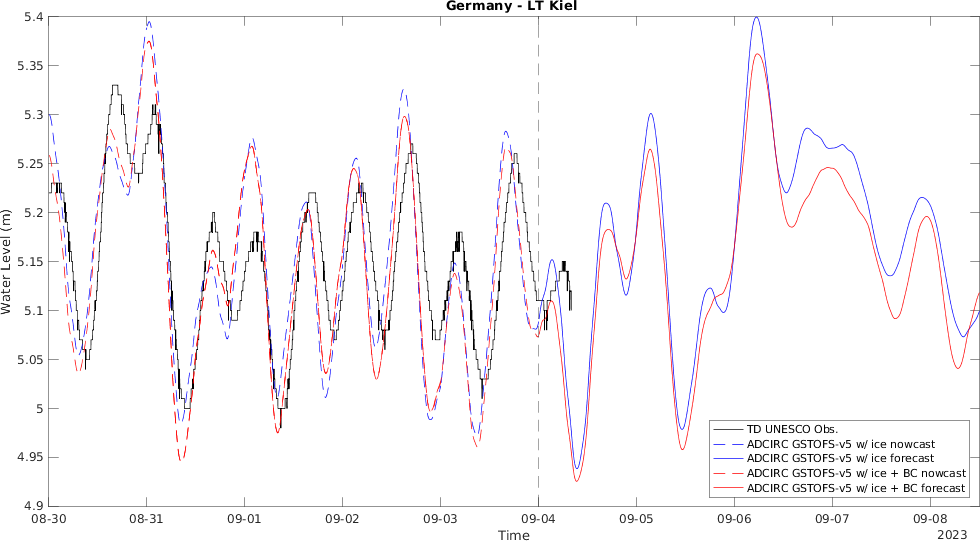 Germany - LT Kiel
Water Level (m)
5.4
5.35
5.3
5.25
5.2
5.15
5.1
5.05
5
4.95
4.9
TD UNESCO Obs.
ADCIRC GSTOFS-v5 w/ ice nowcast
ADCIRC GSTOFS-v5 w/ ice forecast
ADCIRC GSTOFS-v5 w/ ice + BC nowcast
ADCIRC GSTOFS-v5 w/ ice + BC forecast
08-30 08-31 09-01 09-02 09-03 09-04 09-05 09-06 09-07 09-08
Time
2023